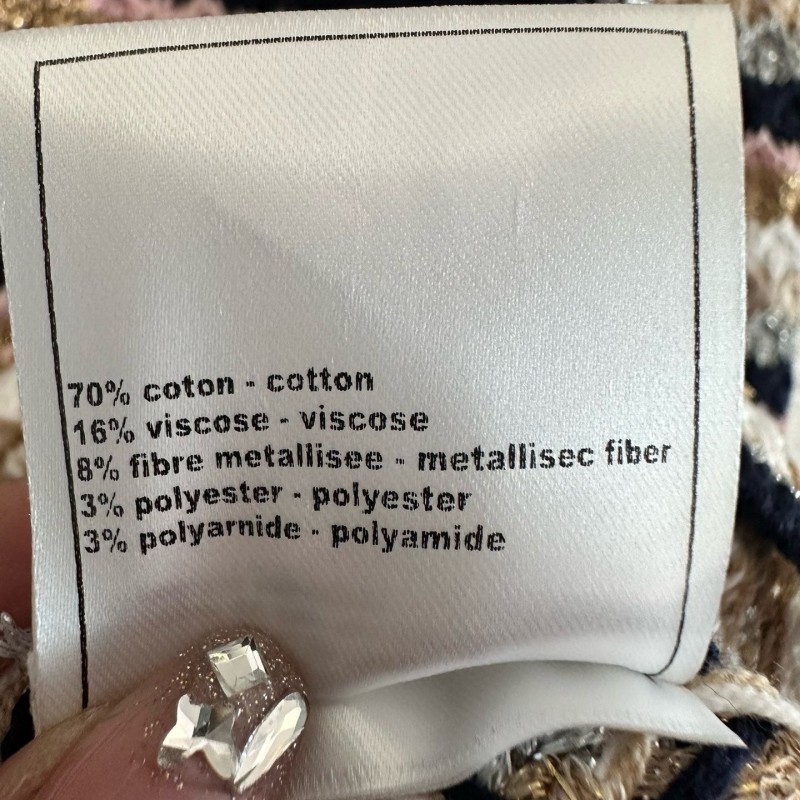 70% coton - cotton
16% viscose - viscose
8% fibre metallisee - metallisec fiber
3% polyester - polyester
3% polyarnide - polyamide